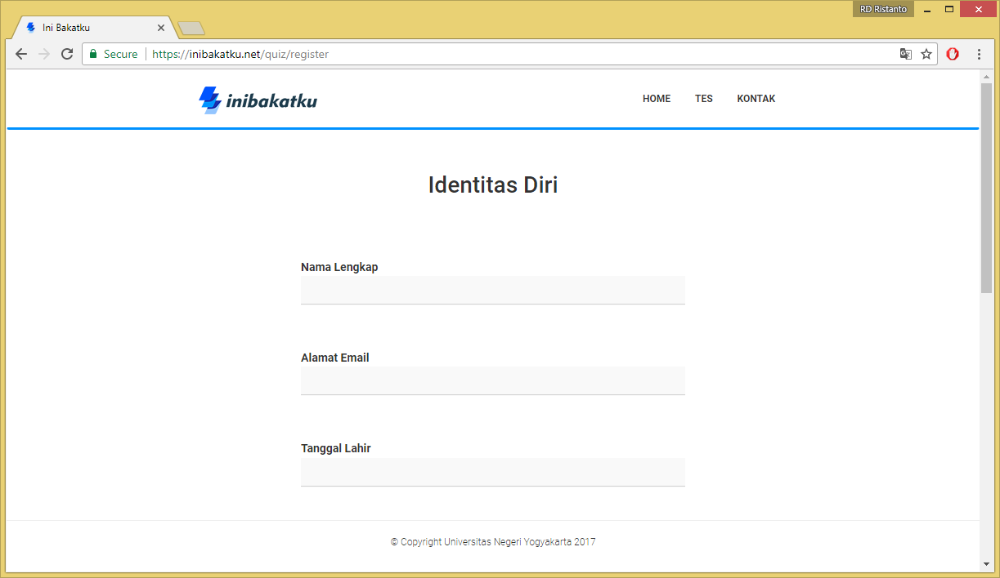 RD Ristanto
Ini Bakatku
Secure https://inibakatku.net/quiz/register
inibakatku HOME TES KONTAK
Identitas Diri
Nama Lengkap
Alamat Email
Tanggal Lahir
© Copyright Universitas Negeri Yogyakarta 2017